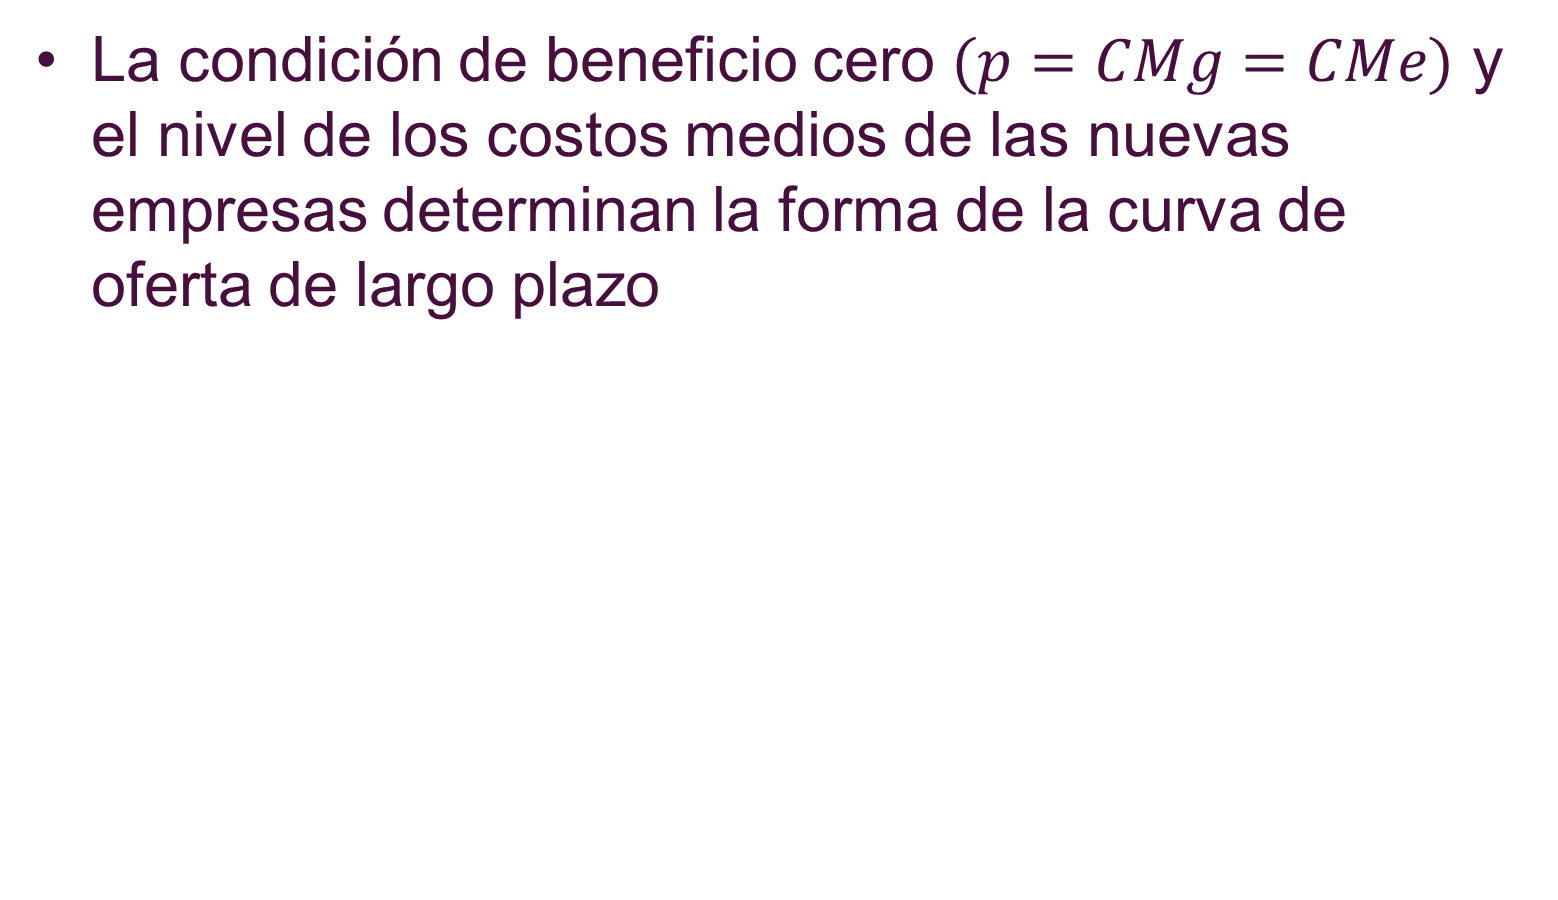 • La condición de beneficio cero (p = CMg = CMe) y
el nivel de los costos medios de las nuevas
empresas determinan la forma de la curva de
oferta de largo plazo